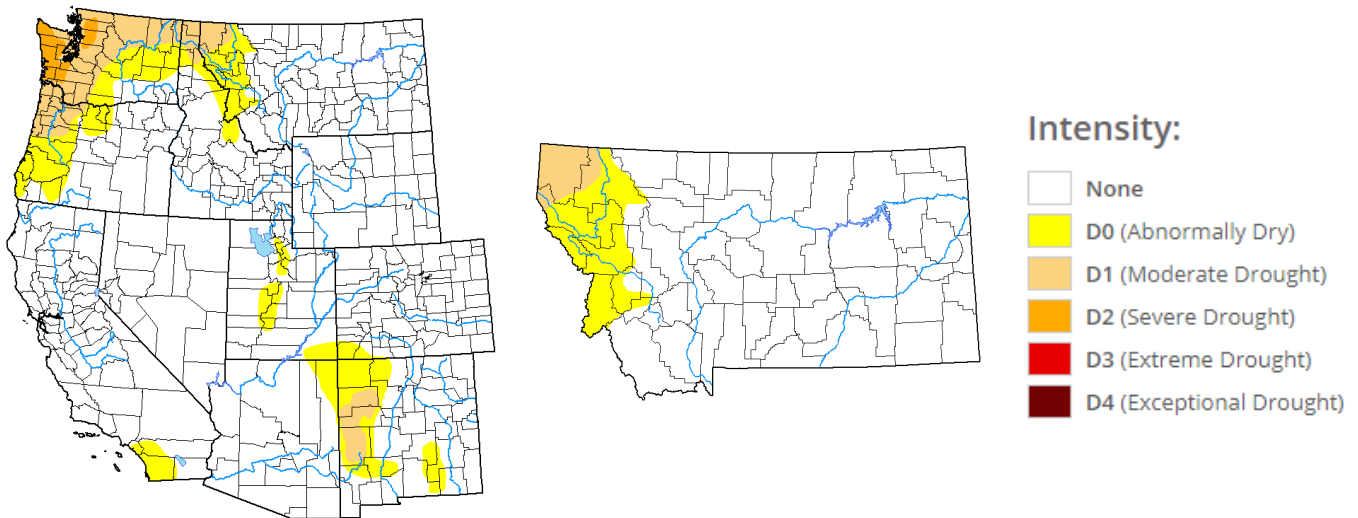 Intensity:
None
D0 (Abnormally Dry)
D1 (Moderate Drought)
D2 (Severe Drought)
D3 (Extreme Drought)
D4 (Exceptional Drought)